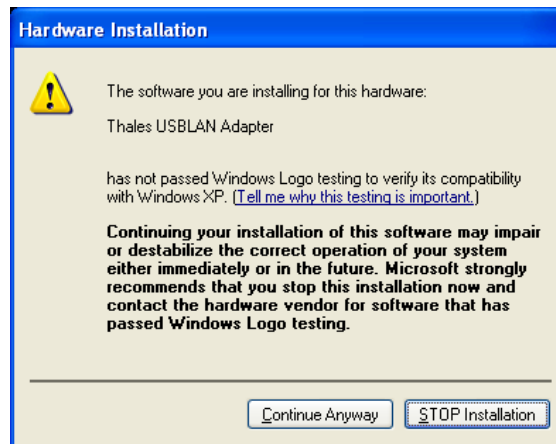 Hardware Installation
The software you are installing for this hardware:
Thales USBLAN Adapter
has not passed Windows Logo testing to verify its compatibility
with Windows XP. (Tell me why this testing is important.)
Continuing your installation of this software may impair
or destabilize the correct operation of your system
either immediately or in the future. Microsoft strongly
recommends that you stop this installation now and
contact the hardware vendor for software that has
passed Windows Logo testing.
Continue Anyway
STOP Installation